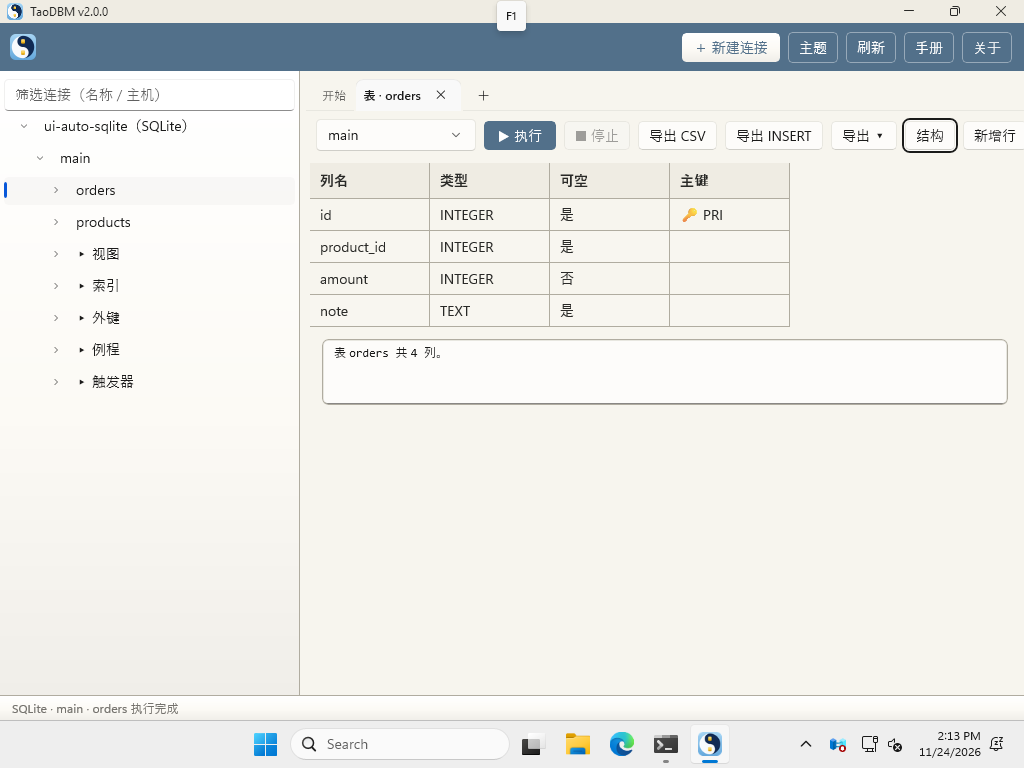 TaoDBM v2.0.0
F1
+ 新建连接
主题
刷新
手册
关于
筛选连接（名称 / 主机）
ui-auto-sqlite（SQLite）
main
orders
products
视图
索引
外键
例程
触发器
开始
表 · orders
main
执行
停止
导出 CSV
导出 INSERT
导出
结构
新增行
列名 类型 可空 主键
id INTEGER 是 PRI
product_id INTEGER 是
amount INTEGER 否
note TEXT 是
表 orders 共 4 列。
SQLite · main · orders 执行完成
Search
2:13 PM
11/24/2026